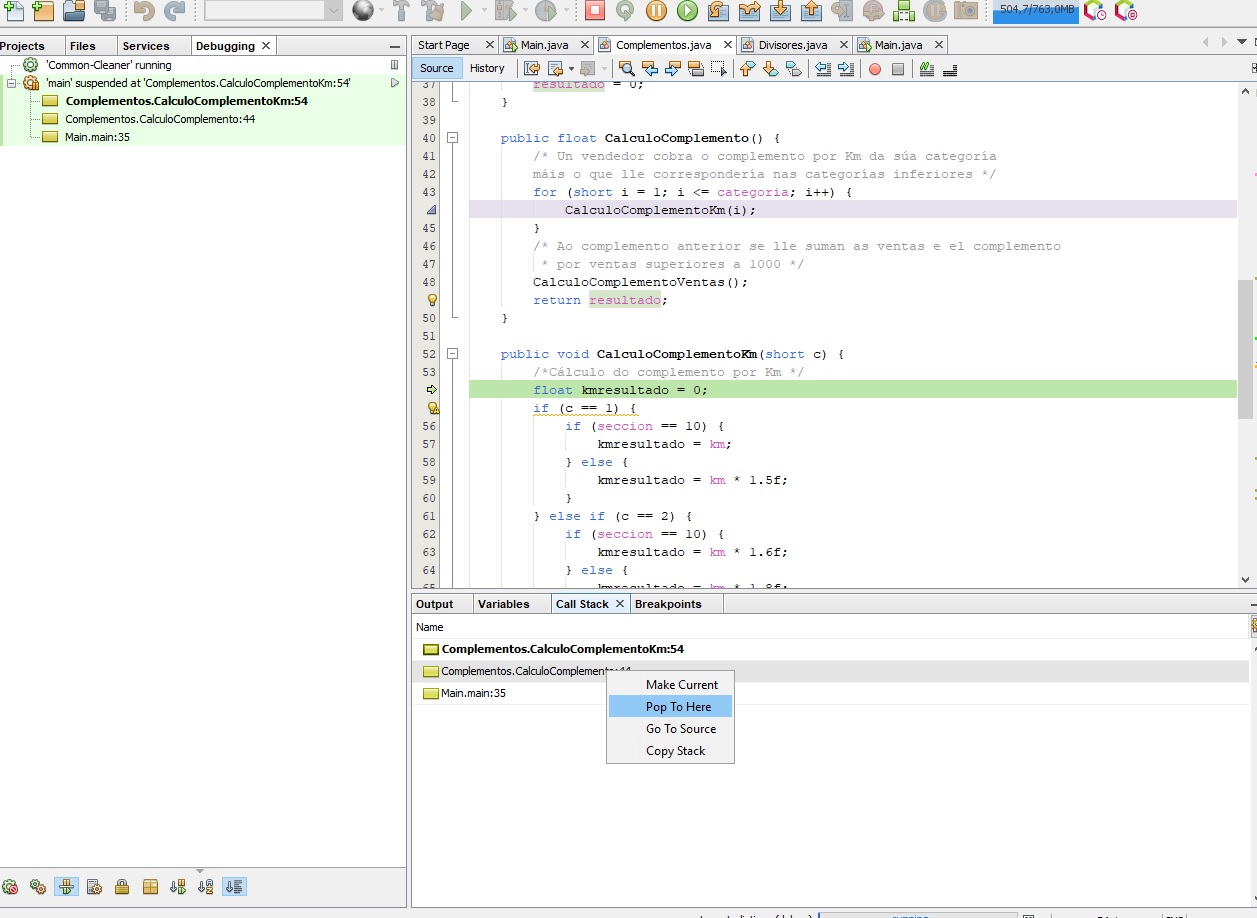 504,7/763,0MB
Projects Files Services Debugging
'Common-Cleaner' running
'main' suspended at 'Complementos.CalculoComplementoKm:54'
Complementos.CalculoComplementoKm:54
Complementos.CalculoComplemento:44
Main.main:35
Start Page Main.java Complementos.java Divisores.java Main.java
Source History
37 resultado = 0;
38 }
39
40 public float CalculoComplemento() {
41 /* Un vendedor cobra o complemento por Km da súa categoría
42 máis o que lle correspondería nas categorías inferiores */
43 for (short i = 1; i <= categoria; i++) {
CalculoComplementoKm(i);
45 }
46 /* Ao complemento anterior se lle suman as ventas e el complemento
47 * por ventas superiores a 1000 */
48 CalculoComplementoVentas();
return resultado;
50 }
51
52 public void CalculoComplementoKm(short c) {
53 /*Cálculo do complemento por Km */
float kmresultado = 0;
if (c == 1) {
56 if (seccion == 10) {
57 kmresultado = km;
58 } else {
59 kmresultado = km * 1.5f;
60 }
61 } else if (c == 2) {
62 if (seccion == 10) {
63 kmresultado = km * 1.6f;
64 } else {
65 kmresultado = km * 1.8f;
Output Variables Call Stack Breakpoints
Name
Complementos.CalculoComplementoKm:54
Complementos.CalculoComplemento:44
Main.main:35
Make Current
Pop To Here
Go To Source
Copy Stack
running